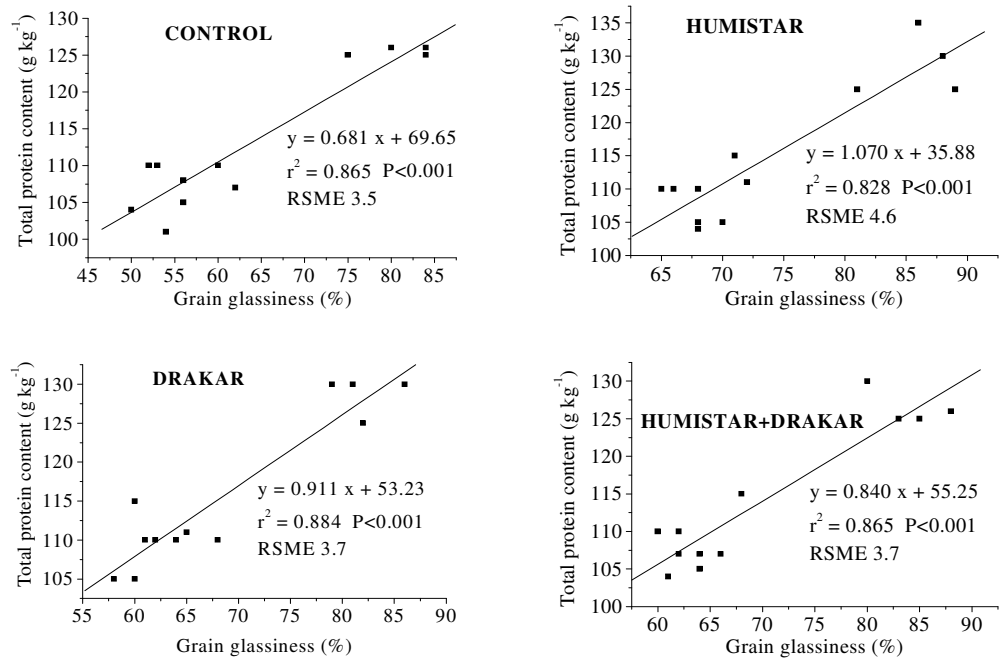 CONTROL
Total protein content (g kg-1)
125
120
115
110
105
100
y = 0.681 x + 69.65
r2 = 0.865 P<0.001
RSME 3.5
45 50 55 60 65 70 75 80 85
Grain glassiness (%)
HUMISTAR
Total protein content (g kg-1)
135
130
125
120
115
110
105
100
y = 1.070 x + 35.88
r2 = 0.828 P<0.001
RSME 4.6
65 70 75 80 85 90
Grain glassiness (%)
DRAKAR
Total protein content (g kg-1)
130
125
120
115
110
105
y = 0.911 x + 53.23
r2 = 0.884 P<0.001
RSME 3.7
55 60 65 70 75 80 85 90
Grain glassiness (%)
HUMISTAR+DRAKAR
Total protein content (g kg-1)
130
125
120
115
110
105
100
y = 0.840 x + 55.25
r2 = 0.865 P<0.001
RSME 3.7
60 65 70 75 80 85 90
Grain glassiness (%)